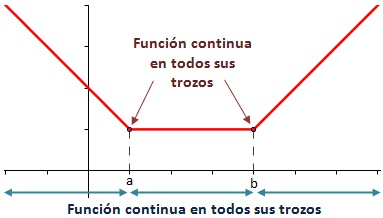 Función continua
en todos sus
trozos
a
b
Función continua en todos sus trozos